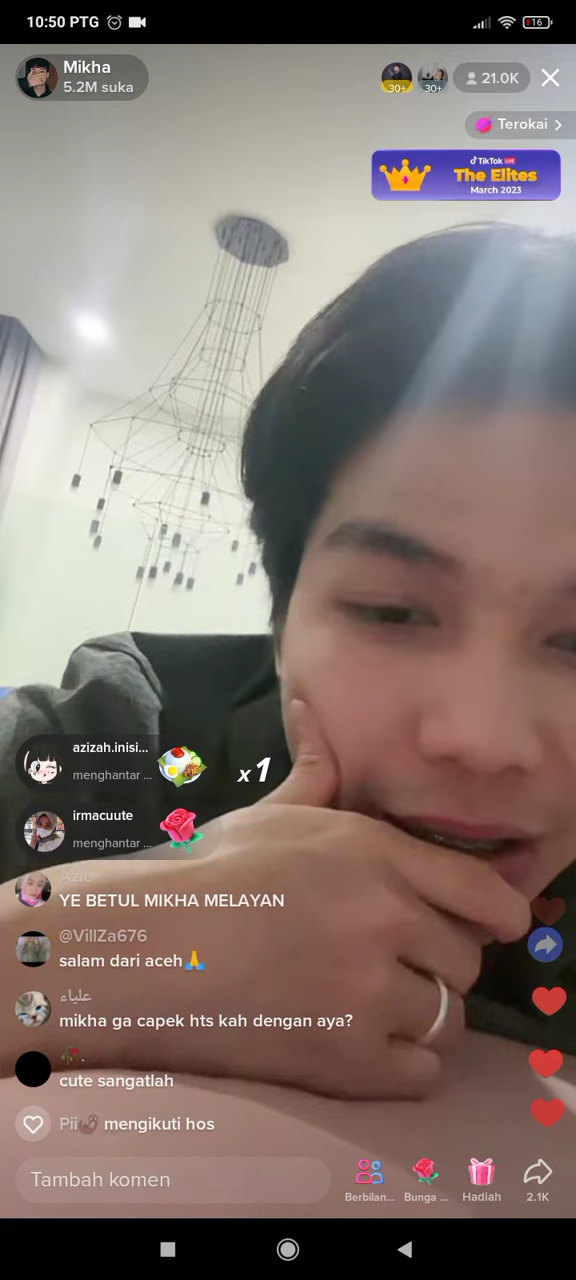 10:50 PTG
16
Mikha
5.2M suka
30+
30+
21.0K
Terokai
TikTok LIVE
The Elites
March 2023
azizah.inisi...
menghantar ...
x1
irmacuute
menghantar ...
Azie
YE BETUL MIKHA MELAYAN
@VillZa676
salam dari aceh🙏
علياء
mikha ga capek hts kah dengan aya?
🥀.
cute sangatlah
Pii🦥 mengikuti hos
Tambah komen
Berbilan...
Bunga ...
Hadiah
2.1K